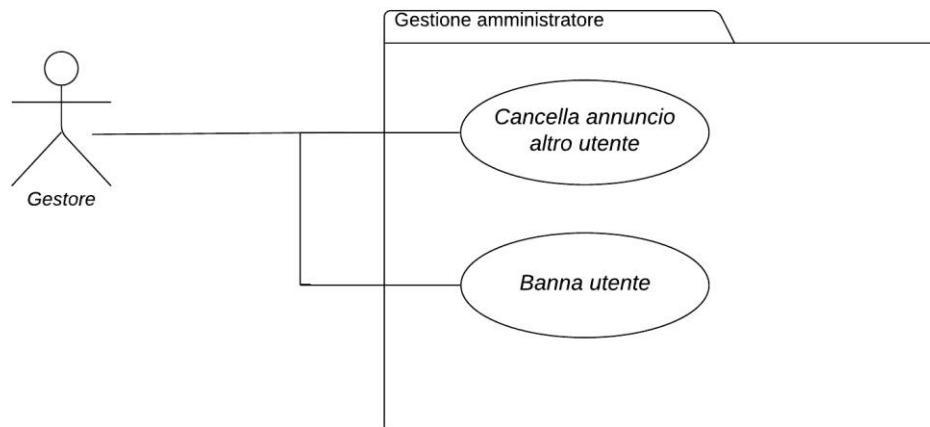 Gestione amministratore
Cancella annuncio
altro utente
Gestore
Banna utente